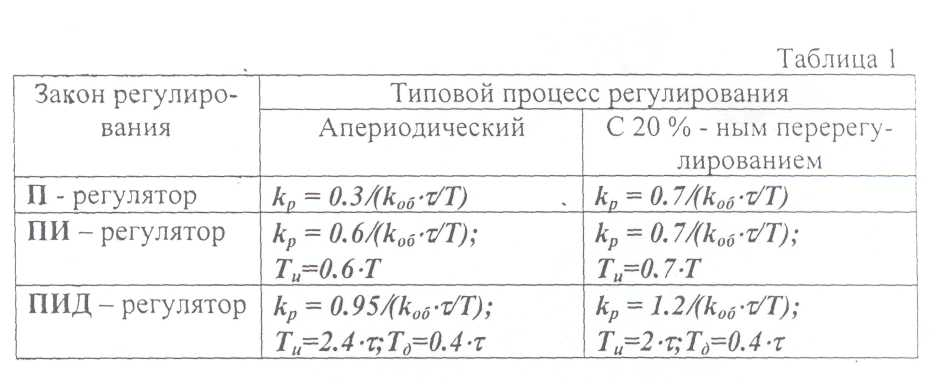 Таблица 1
Закон регулиро-
вания
Типовой процесс регулирования
Апериодический
С 20 % - ным перерегу-
лированием
П - регулятор
kр = 0.3/(kоб·τ/T)
kр = 0.7/(kоб·τ/T)
ПИ – регулятор
kр = 0.6/(kоб·τ/T);
Tи=0.6·T
kр = 0.7/(kоб·τ/T);
Tи=0.7·T
ПИД – регулятор
kр = 0.95/(kоб·τ/T);
Tи=2.4·τ;Tд=0.4·τ
kр = 1.2/(kоб·τ/T);
Tи=2·τ;Tд=0.4·τ